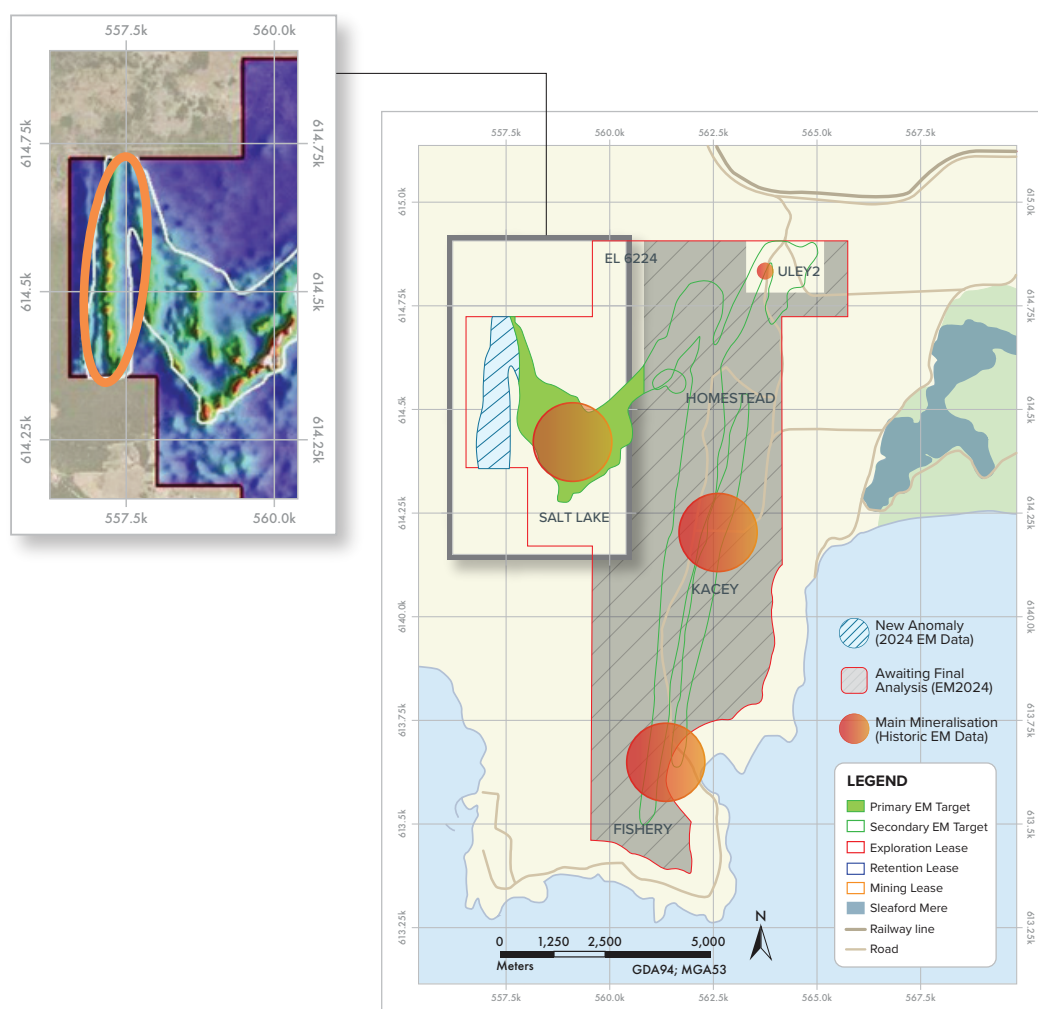 557.5k 560.0k
614.75k 614.75k
614.5k 614.5k
614.25k 614.25k
557.5k 560.0k
557.5k 560.0k 562.5k 565.0k 567.5k
615.0k 615.0k
EL 6224
ULEY2
614.75k 614.75k
HOMESTEAD
614.5k 614.5k
SALT LAKE
614.25k 614.25k
KACEY
6140.0k 6140.0k
New Anomaly
(2024 EM Data)
Awaiting Final
Analysis (EM2024)
Main Mineralisation
(Historic EM Data)
613.75k 613.75k
FISHERY
613.5k 613.5k
LEGEND
Primary EM Target
Secondary EM Target
Exploration Lease
Retention Lease
Mining Lease
Sleaford Mere
Railway line
Road
613.25k 613.25k
0 1,250 2,500 5,000
Meters
GDA94; MGA53
N
557.5k 560.0k 562.5k 565.0k 567.5k